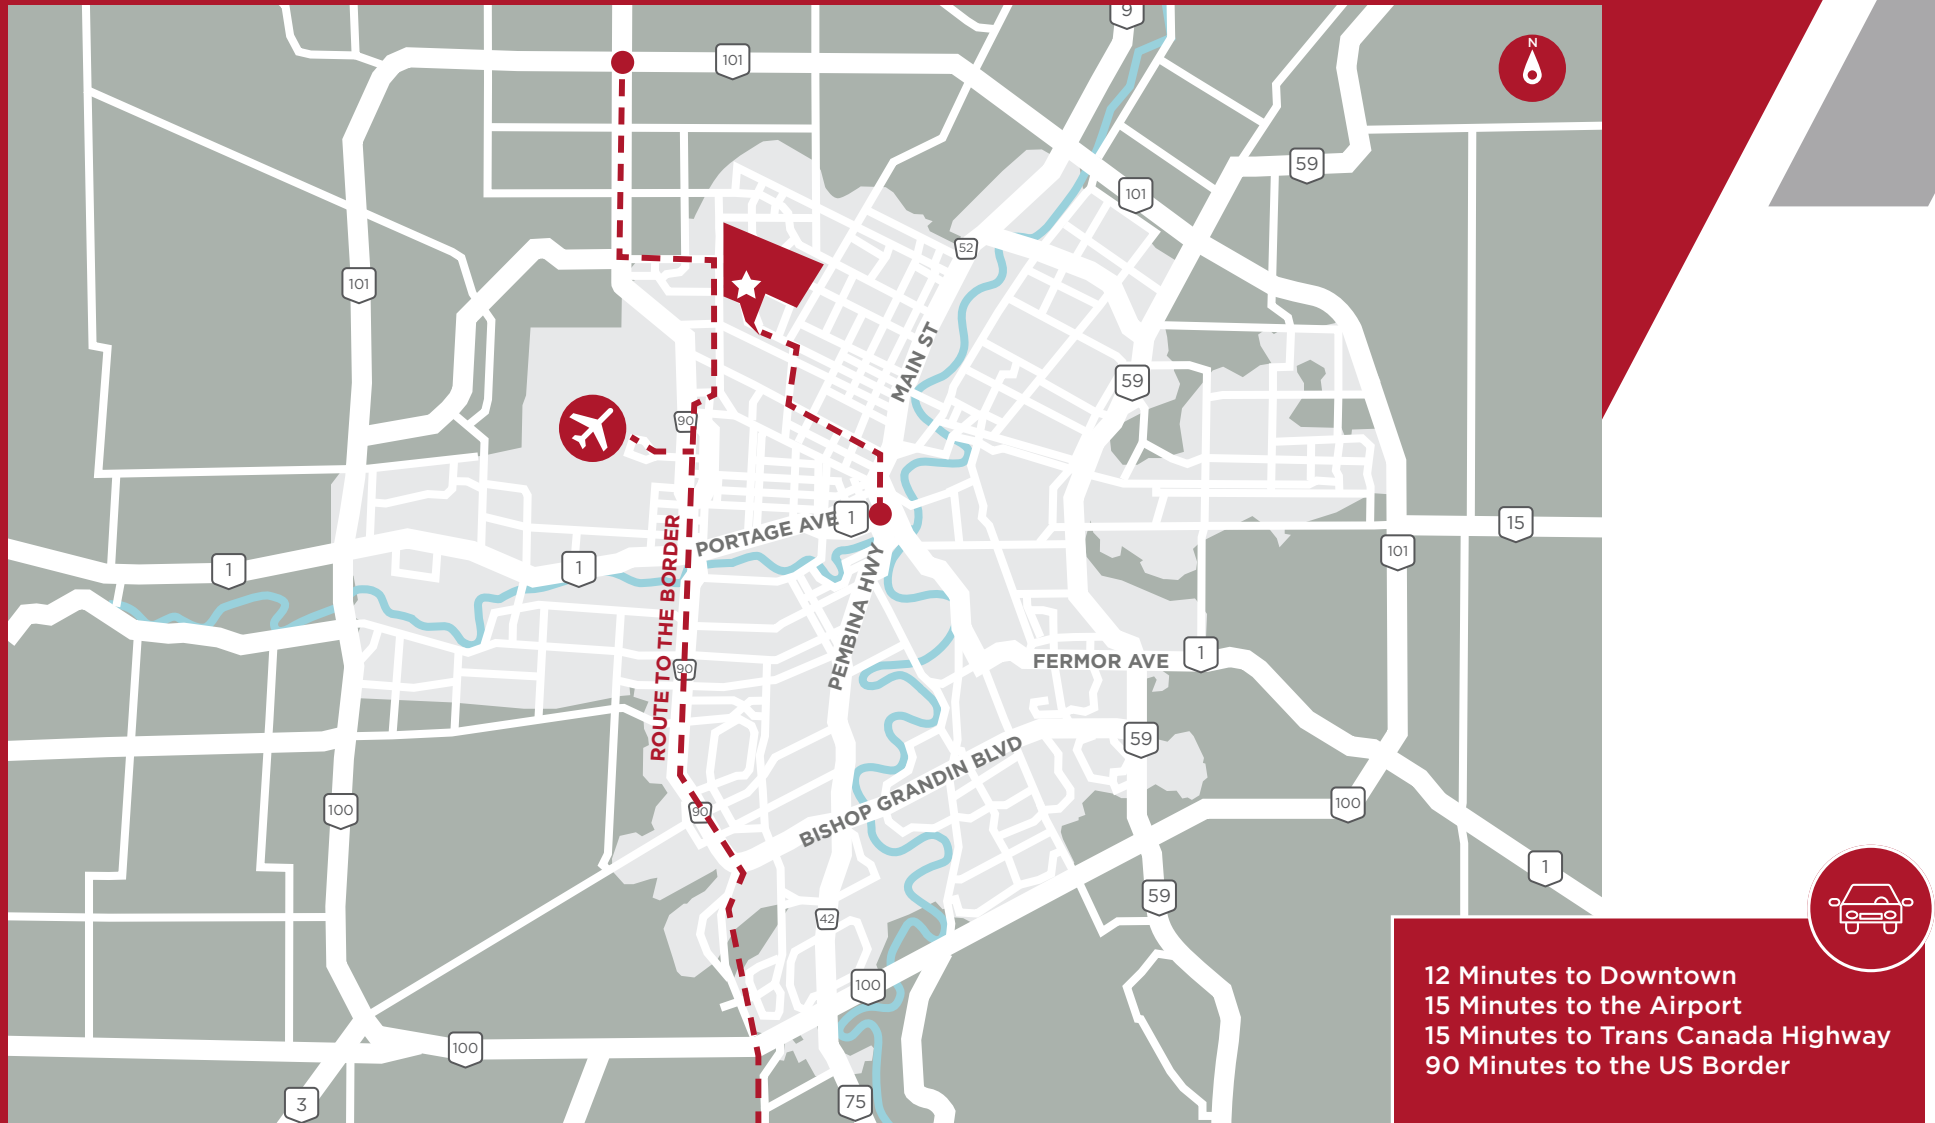 9
N
101
59
101
52
101
MAIN ST
59
90
1
PORTAGE AVE
15
101
1
1
ROUTE TO THE BORDER
PEMBINA HWY
FERMOR AVE
1
90
59
BISHOP GRANDIN BLVD
100
90
100
1
59
42
100
100
75
3
12 Minutes to Downtown
15 Minutes to the Airport
15 Minutes to Trans Canada Highway
90 Minutes to the US Border